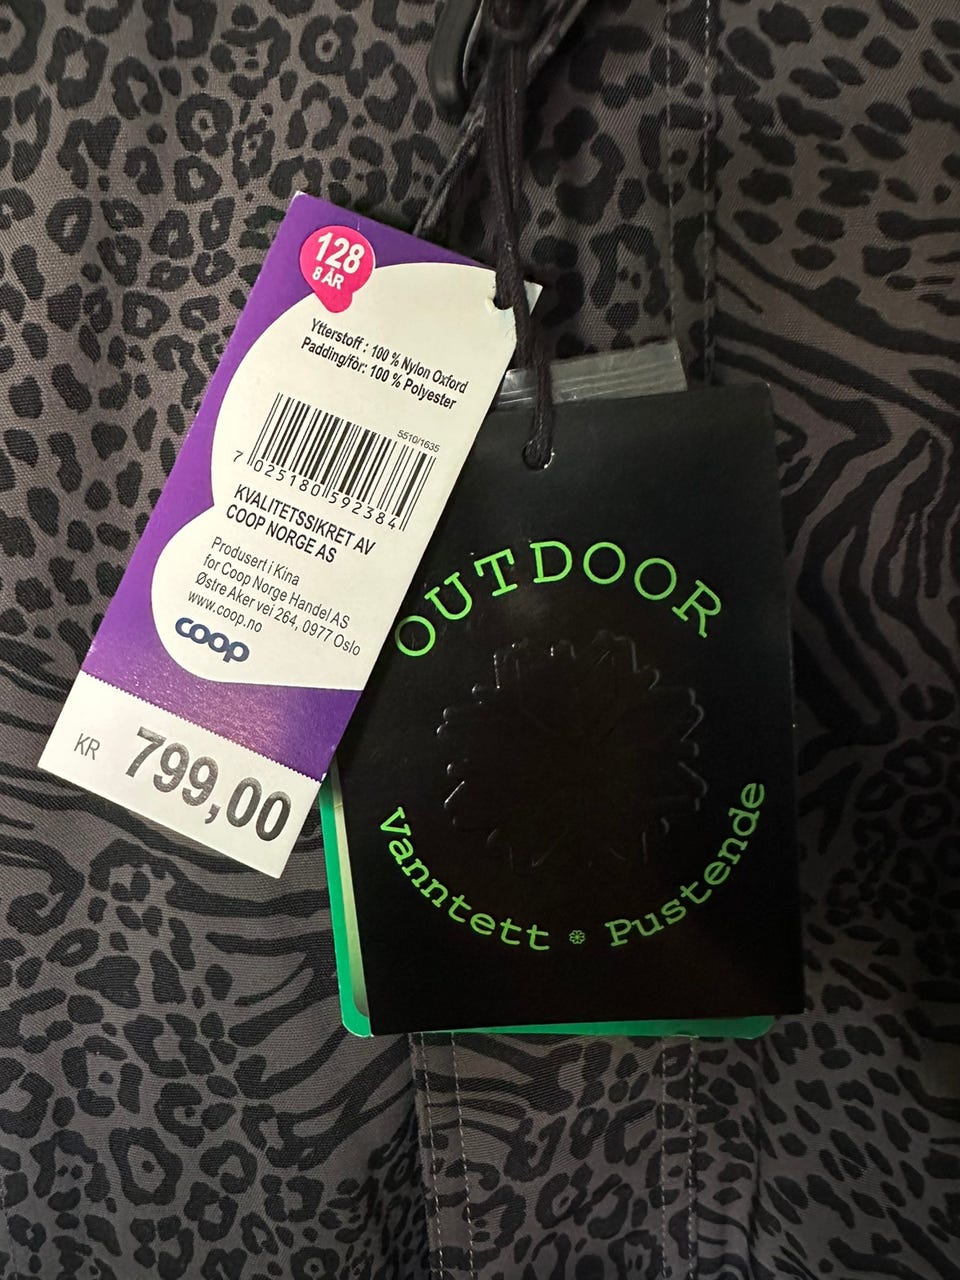 128
8 ÅR
Ytterstoff : 100 % Nylon Oxford
Padding/fôr: 100 % Polyester
5510/1635
7 025180 592384
KVALITETSSIKRET AV
COOP NORGE AS
Produsert i Kina
for Coop Norge Handel AS
Østre Aker vei 264, 0977 Oslo
www.coop.no
coop
KR 799,00
OUTDOOR
Vanntett Pustende